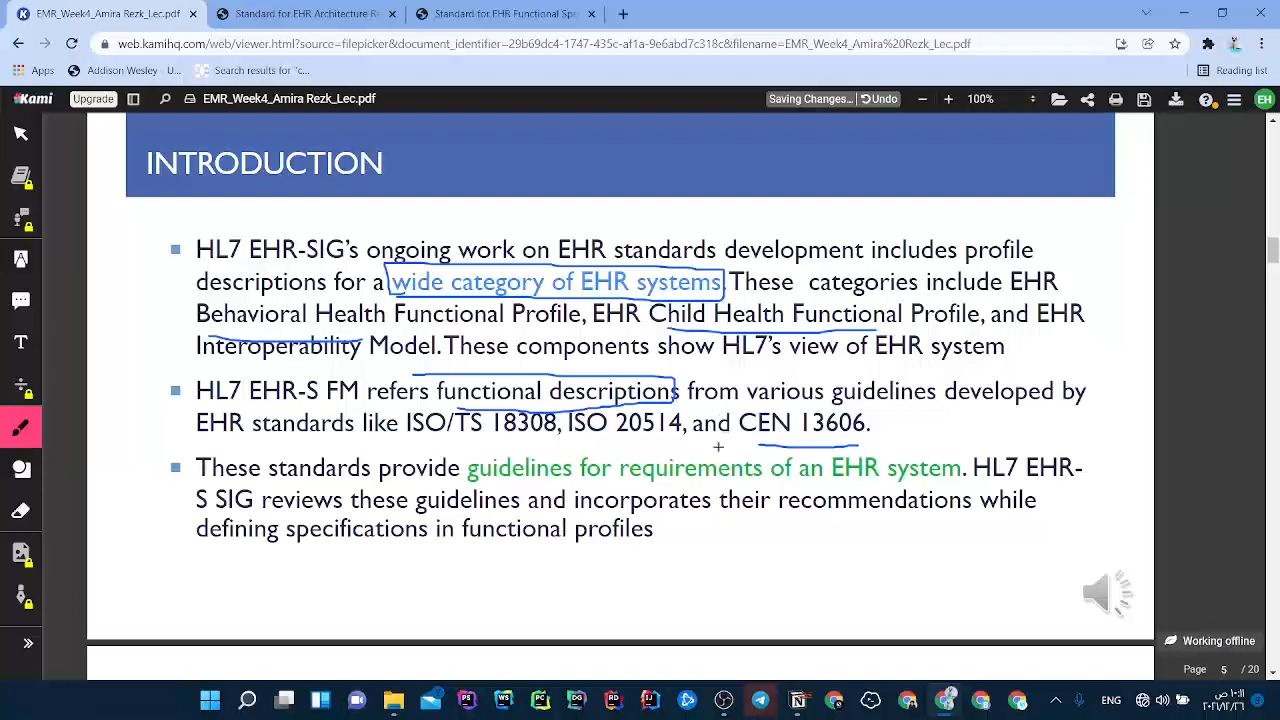 EMR_Week4_Amira Rezk_Lec.pdf
Standard for EHR Architecture Re
Standard for EHR Functional Spe
web.kamihq.com/web/viewer.html?source=filepicker&document_identifier=29b69dc4-1747-435c-af1a-9e6abd7c318c&filename=EMR_Week4_Amira%20Rezk_Lec.pdf
Apps
Addison Wesley - U...
Search results for "c...
Reading list
Kami
Upgrade
EMR_Week4_Amira Rezk_Lec.pdf
Saving Changes...
Undo
100%
EH
INTRODUCTION
HL7 EHR-SIG's ongoing work on EHR standards development includes profile
descriptions for a wide category of EHR systems. These categories include EHR
Behavioral Health Functional Profile, EHR Child Health Functional Profile, and EHR
Interoperability Model. These components show HL7's view of EHR system
HL7 EHR-S FM refers functional descriptions from various guidelines developed by
EHR standards like ISO/TS 18308, ISO 20514, and CEN 13606.
These standards provide guidelines for requirements of an EHR system. HL7 EHR-
S SIG reviews these guidelines and incorporates their recommendations while
defining specifications in functional profiles
Working offline
Page 5 / 20
ENG